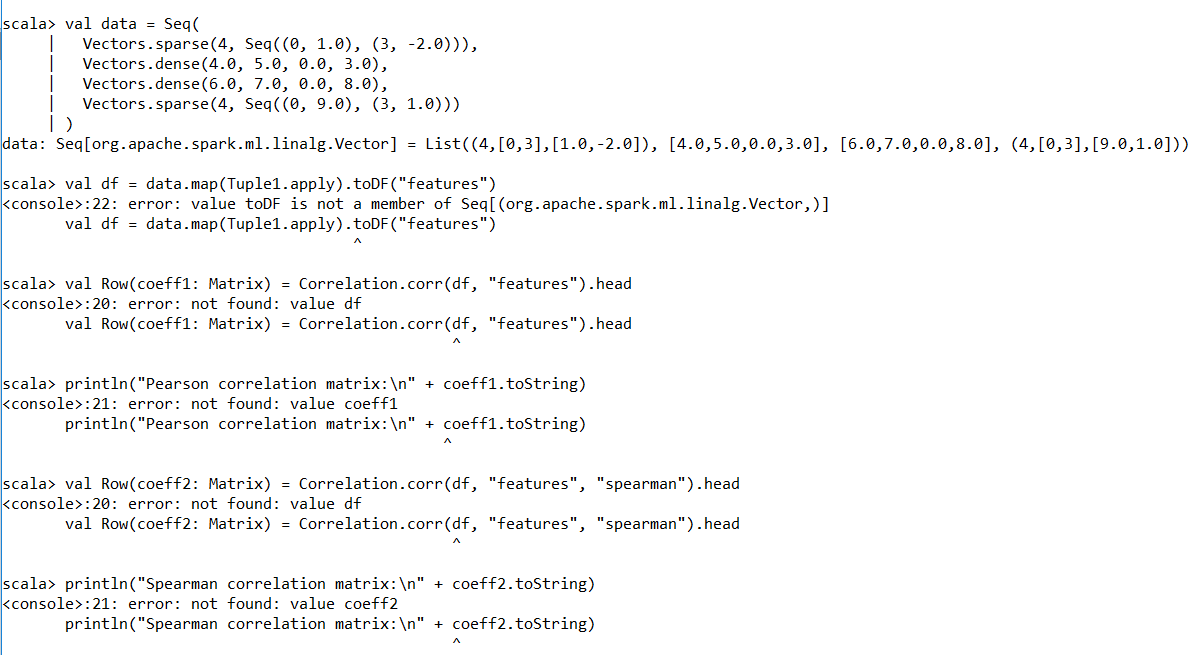 scala> val data = Seq(
     |   Vectors.sparse(4, Seq((0, 1.0), (3, -2.0))),
     |   Vectors.dense(4.0, 5.0, 0.0, 3.0),
     |   Vectors.dense(6.0, 7.0, 0.0, 8.0),
     |   Vectors.sparse(4, Seq((0, 9.0), (3, 1.0)))
     | )
data: Seq[org.apache.spark.ml.linalg.Vector] = List((4,[0,3],[1.0,-2.0]), [4.0,5.0,0.0,3.0], [6.0,7.0,0.0,8.0], (4,[0,3],[9.0,1.0]))
scala> val df = data.map(Tuple1.apply).toDF("features")
<console>:22: error: value toDF is not a member of Seq[(org.apache.spark.ml.linalg.Vector,)]
       val df = data.map(Tuple1.apply).toDF("features")
                                       ^
scala> val Row(coeff1: Matrix) = Correlation.corr(df, "features").head
<console>:20: error: not found: value df
       val Row(coeff1: Matrix) = Correlation.corr(df, "features").head
                                                  ^
scala> println("Pearson correlation matrix:\n" + coeff1.toString)
<console>:21: error: not found: value coeff1
       println("Pearson correlation matrix:\n" + coeff1.toString)
                                                 ^
scala> val Row(coeff2: Matrix) = Correlation.corr(df, "features", "spearman").head
<console>:20: error: not found: value df
       val Row(coeff2: Matrix) = Correlation.corr(df, "features", "spearman").head
                                                  ^
scala> println("Spearman correlation matrix:\n" + coeff2.toString)
<console>:21: error: not found: value coeff2
       println("Spearman correlation matrix:\n" + coeff2.toString)
                                                  ^